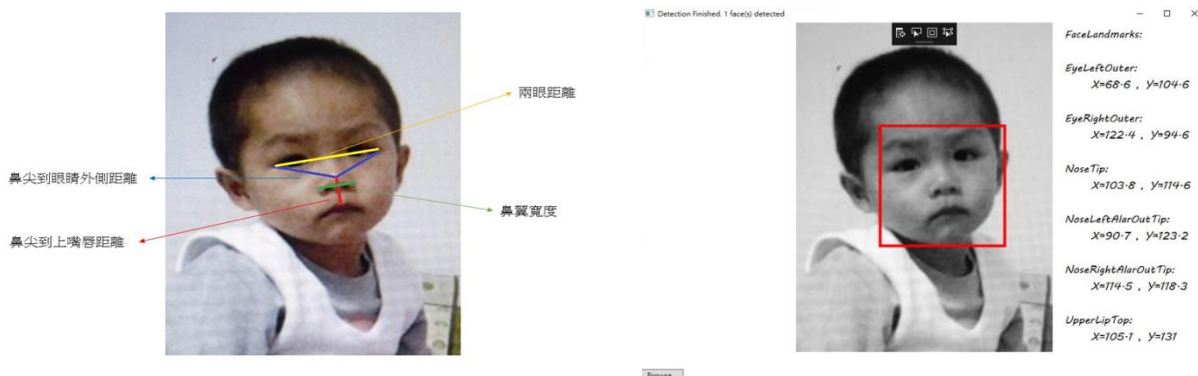 兩眼距離
鼻尖到眼睛外側距離
鼻翼寬度
鼻尖到上嘴唇距離
Detection Finished. 1 face(s) detected
FaceLandmarks:
EyeLeftOuter:
X=68.6 , Y=104.6
EyeRightOuter:
X=122.4 , Y=94.6
NoseTip:
X=103.8 , Y=114.6
NoseLeftAlarOutTip:
X=90.7 , Y=123.2
NoseRightAlarOutTip:
X=114.5 , Y=118.3
UpperLipTop:
X=105.1 , Y=131
Browse...